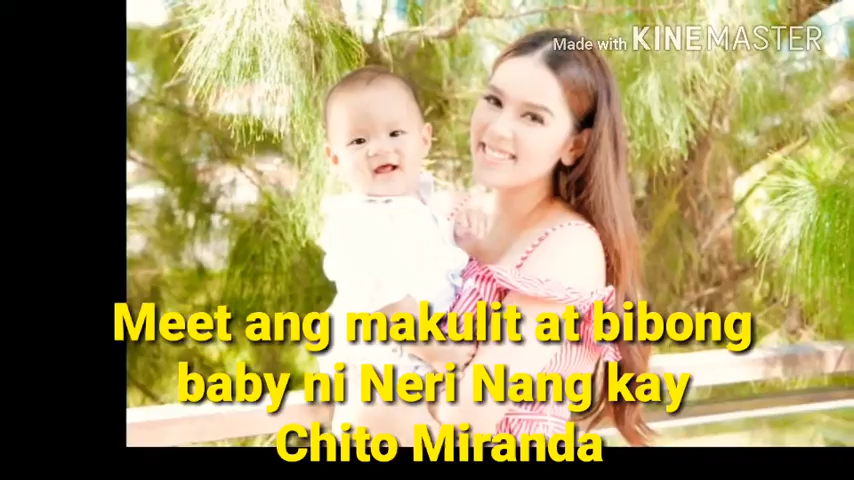 Made with KINEMASTER
Meet ang makulit at bibong
baby ni Neri Nang kay
Chito Miranda